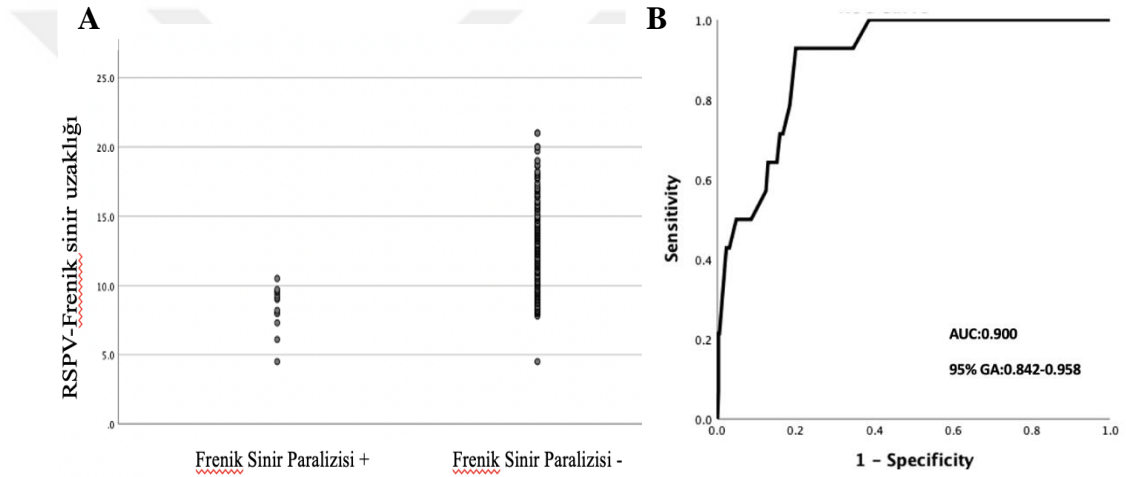 A
RSPV-Frenik sinir uzaklığı
25.0
20.0
15.0
10.0
5.0
.0
Frenik Sinir Paralizisi +
Frenik Sinir Paralizisi -
B
Sensitivity
1.0
0.8
0.6
0.4
0.2
0.0
AUC:0.900
95% GA:0.842-0.958
0.0
0.2
0.4
0.6
0.8
1.0
1 – Specificity